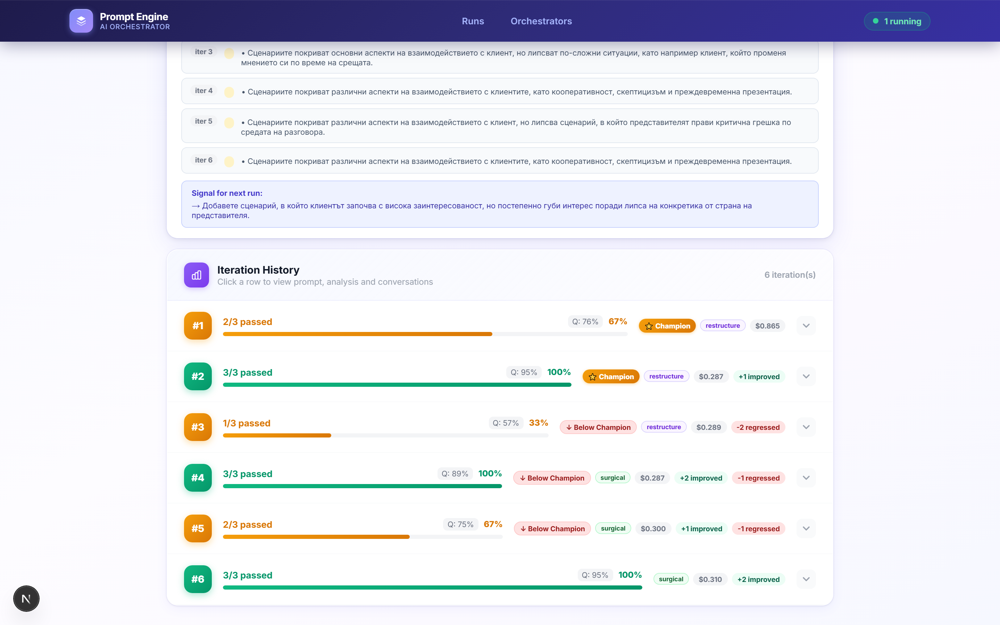 Prompt Engine
AI ORCHESTRATOR
Runs
Orchestrators
1 running
iter 3
• Сценариите покриват основни аспекти на взаимодействието с клиент, но липсват по-сложни ситуации, като например клиент, който променя
мнението си по време на срещата.
iter 4
• Сценариите покриват различни аспекти на взаимодействието с клиентите, като кооперативност, скептицизъм и преждевременна презентация.
iter 5
• Сценариите покриват различни аспекти на взаимодействието с клиент, но липсва сценарий, в който представителят прави критична грешка по
средата на разговора.
iter 6
• Сценариите покриват различни аспекти на взаимодействието с клиентите, като кооперативност, скептицизъм и преждевременна презентация.
Signal for next run:
→ Добавете сценарий, в който клиентът започва с висока заинтересованост, но постепенно губи интерес поради липса на конкретика от страна на
представителя.
Iteration History
Click a row to view prompt, analysis and conversations
6 iteration(s)
#1
2/3 passed
Q: 76%
67%
Champion
restructure
$0.865
#2
3/3 passed
Q: 95%
100%
Champion
restructure
$0.287
+1 improved
#3
1/3 passed
Q: 57%
33%
↓ Below Champion
restructure
$0.289
-2 regressed
#4
3/3 passed
Q: 89%
100%
↓ Below Champion
surgical
$0.287
+2 improved
-1 regressed
#5
2/3 passed
Q: 75%
67%
↓ Below Champion
surgical
$0.300
+1 improved
-1 regressed
#6
3/3 passed
Q: 95%
100%
surgical
$0.310
+2 improved
N